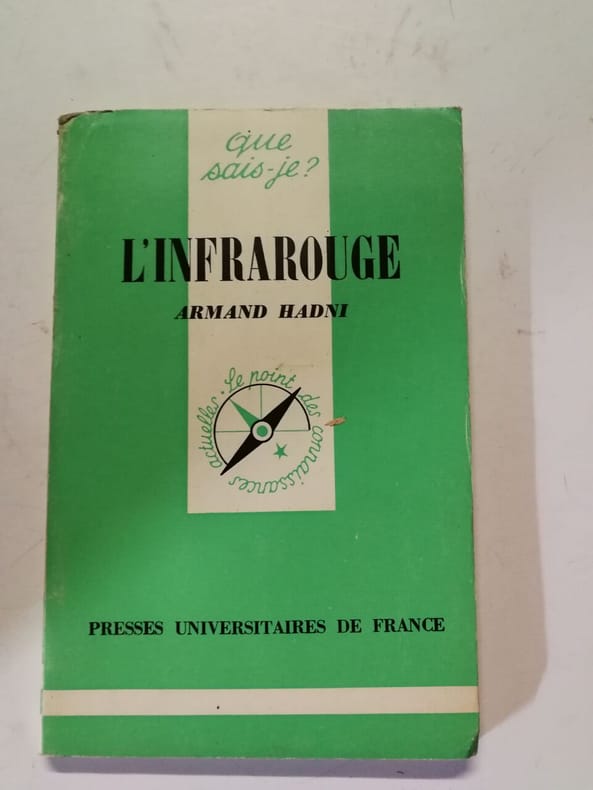 que
sais-je?
L'INFRAROUGE
ARMAND HADNI
Le point des connaissances actuelles.
PRESSES UNIVERSITAIRES DE FRANCE